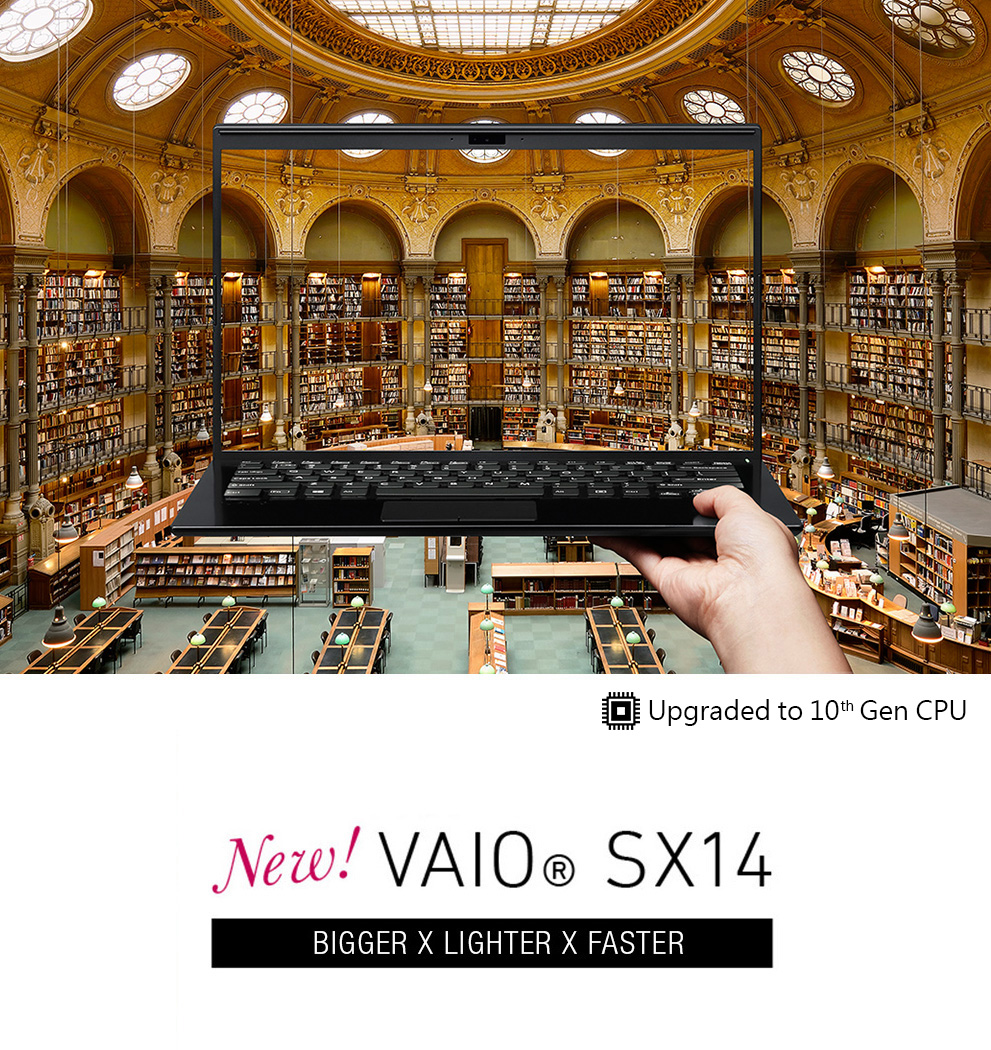 Upgraded to 10th Gen CPU
New! VAIO® SX14
BIGGER X LIGHTER X FASTER